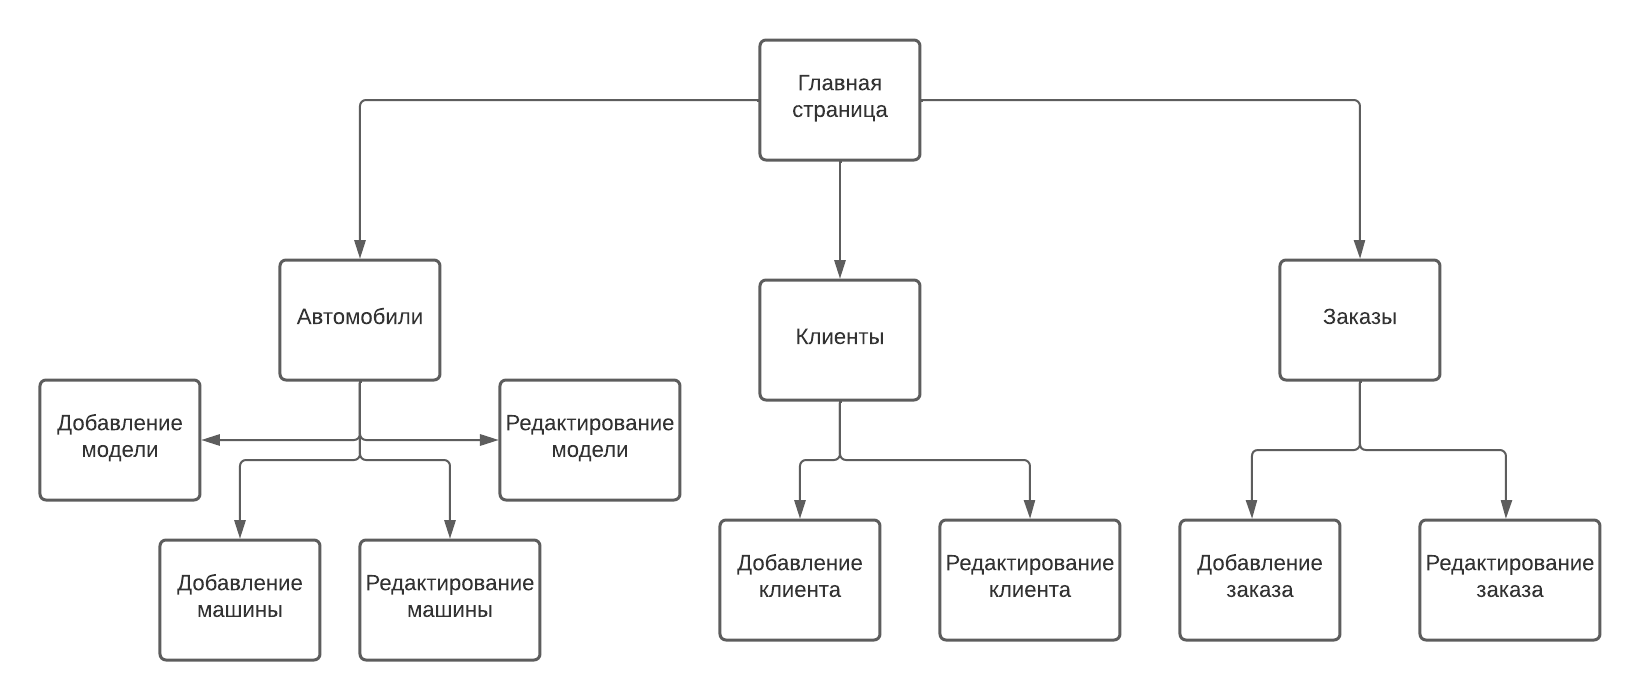 Главная
страница
Автомобили
Клиенты
Заказы
Добавление
модели
Редактирование
модели
Добавление
машины
Редактирование
машины
Добавление
клиента
Редактирование
клиента
Добавление
заказа
Редактирование
заказа